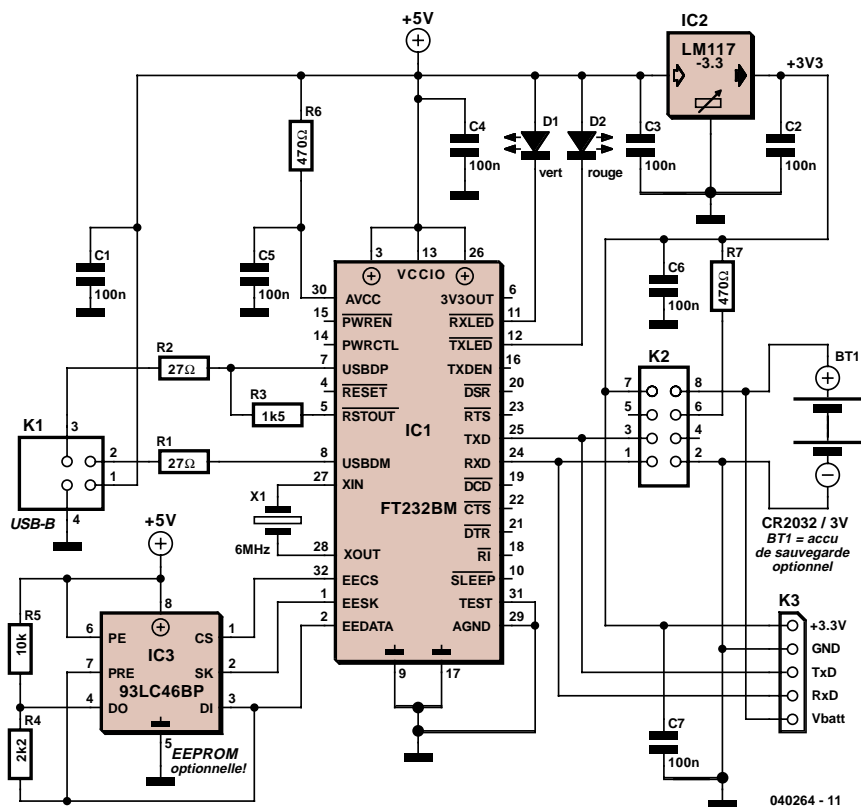 +5V
IC2
LM117
-3.3
+3V3
R6
470Ω
C4
100n
D1
vert
D2
rouge
C3
100n
C2
100n
C1
100n
C5
100n
3
13
26
VCCIO
30
AVCC
3V3OUT
6
15
PWREN
RXLED
11
14
PWRCTL
TXLED
12
7
USBDP
TXDEN
16
4
RESET
DSR
20
5
RSTOUT
RTS
23
IC1
TXD
25
8
USBDM
RXD
24
27
XIN
DCD
19
FT232BM
CTS
22
DTR
21
28
XOUT
RI
18
32
EECS
SLEEP
10
1
EESK
TEST
31
2
EEDATA
AGND
29
9
17
R2
27Ω
R3
1k5
R1
27Ω
K1
3
2
1
4
USB-B
X1
6MHz
C6
100n
R7
470Ω
K2
7
8
5
6
3
4
1
2
BT1
CR2032 / 3V
BT1 = accu
de sauvegarde
optionnel
+5V
R5
10k
R4
2k2
8
6
PE
CS
1
IC3
7
PRE
SK
2
93LC46BP
4
DO
DI
3
5
EEPROM
optionnelle!
K3
+3.3V
GND
TxD
RxD
Vbatt
C7
100n
040264 - 11